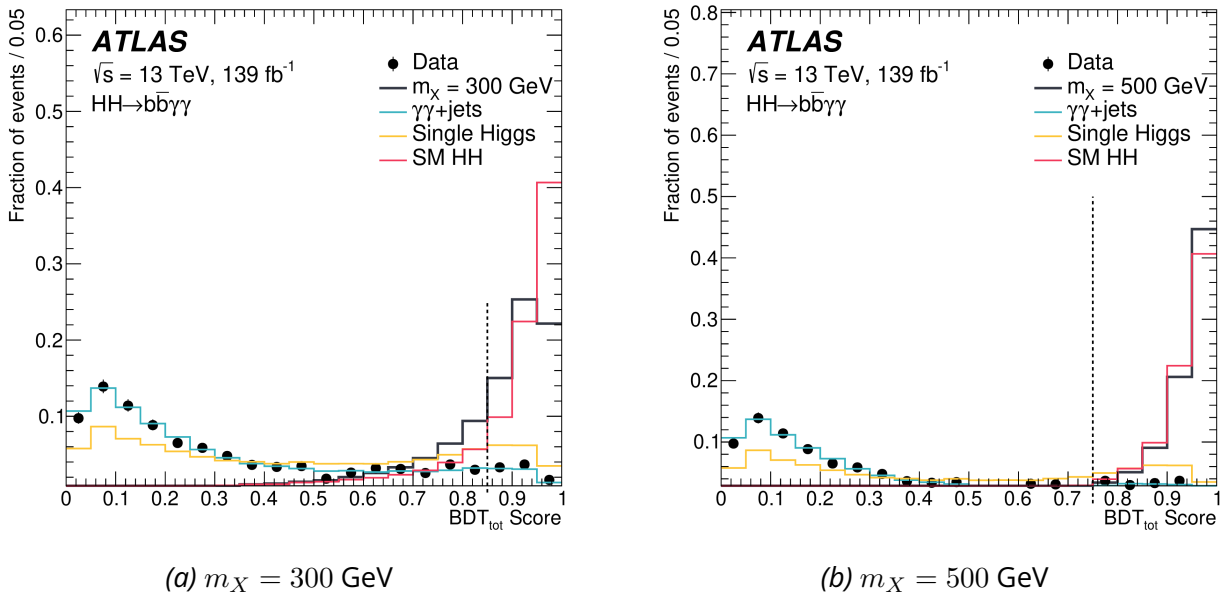 Fraction of events / 0.05
0.6
0.5
0.4
0.3
0.2
0.1
ATLAS
√s = 13 TeV, 139 fb⁻¹
HH→bb̄γγ
Data
m_X = 300 GeV
γγ+jets
Single Higgs
SM HH
0 0.1 0.2 0.3 0.4 0.5 0.6 0.7 0.8 0.9 1
BDT_tot Score
(a) m_X = 300 GeV
Fraction of events / 0.05
0.8
0.7
0.6
0.5
0.4
0.3
0.2
0.1
ATLAS
√s = 13 TeV, 139 fb⁻¹
HH→bb̄γγ
Data
m_X = 500 GeV
γγ+jets
Single Higgs
SM HH
0 0.1 0.2 0.3 0.4 0.5 0.6 0.7 0.8 0.9 1
BDT_tot Score
(b) m_X = 500 GeV